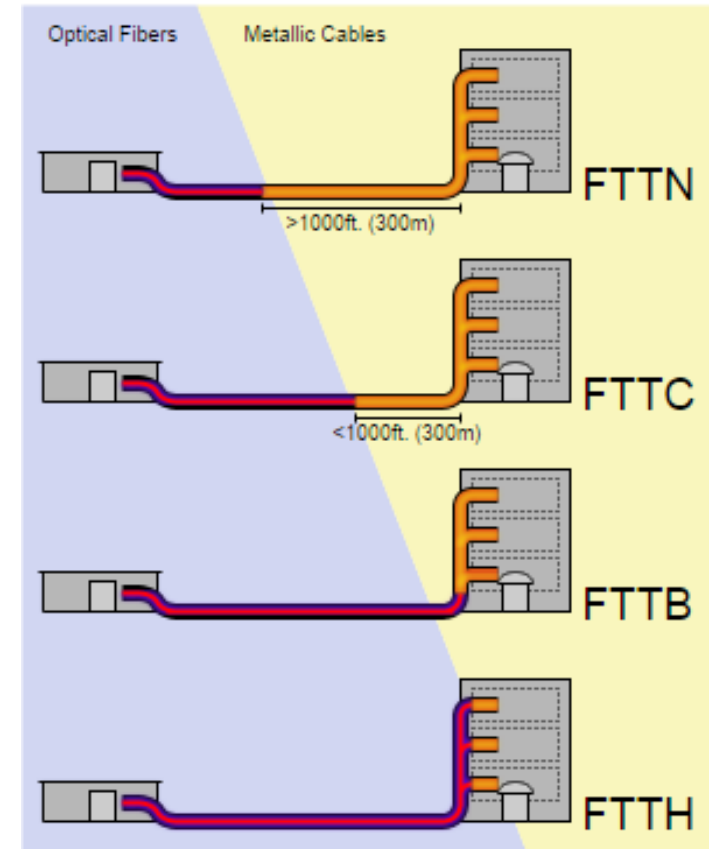 Optical Fibers
Metallic Cables
FTTN
>1000ft. (300m)
FTTC
<1000ft. (300m)
FTTB
FTTH